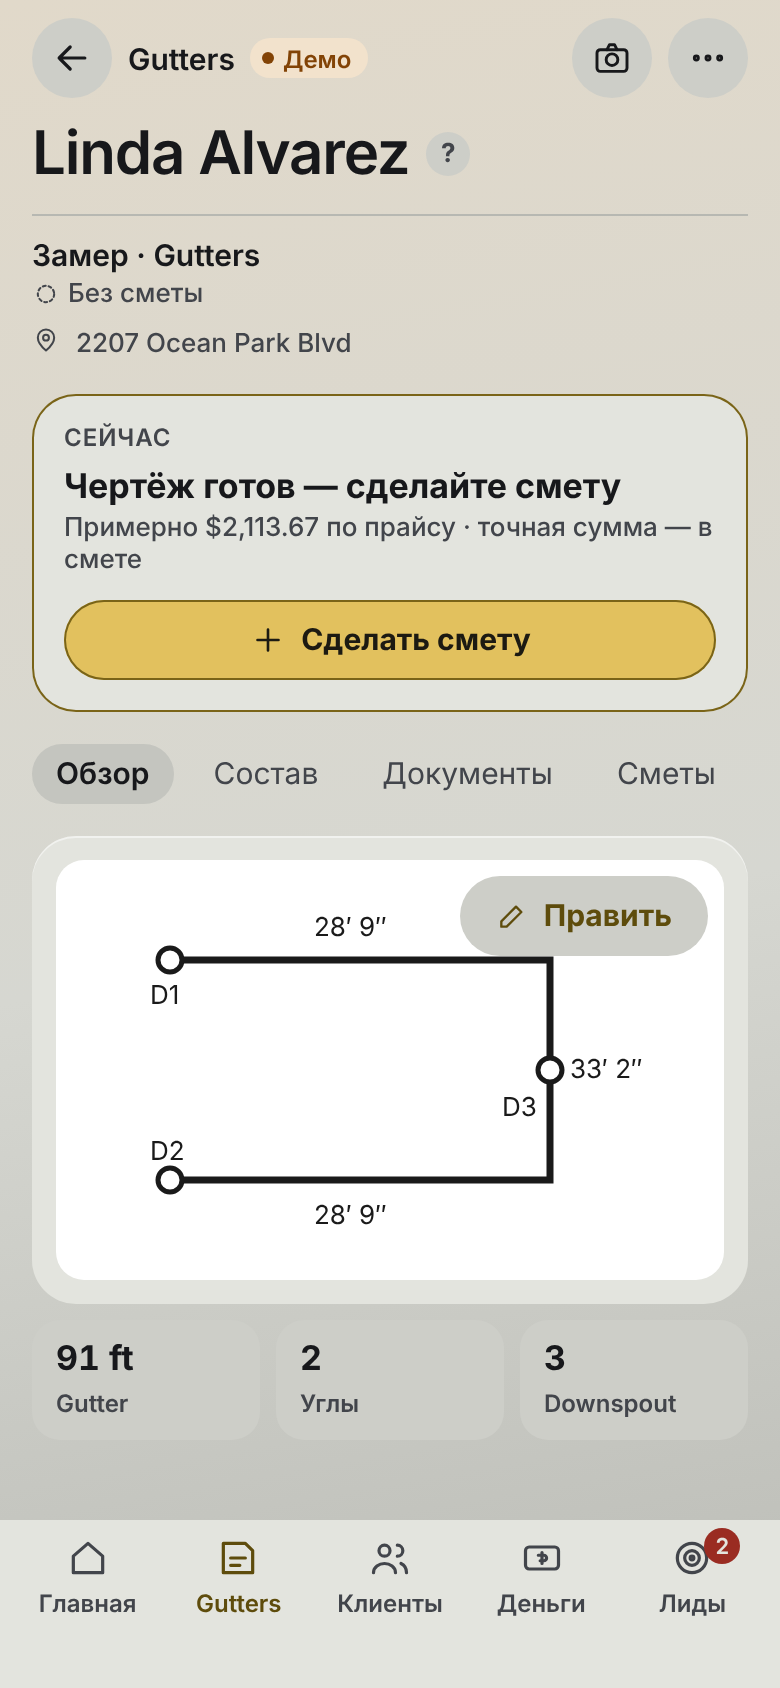 Gutters
Демо
Linda Alvarez
?
Замер · Gutters
Без сметы
2207 Ocean Park Blvd
СЕЙЧАС
Чертёж готов — сделайте смету
Примерно $2,113.67 по прайсу · точная сумма — в
смете
Сделать смету
Обзор
Состав
Документы
Сметы
Править
28′ 9″
D1
33′ 2″
D3
D2
28′ 9″
91 ft
Gutter
2
Углы
3
Downspout
2
Главная
Gutters
Клиенты
Деньги
Лиды